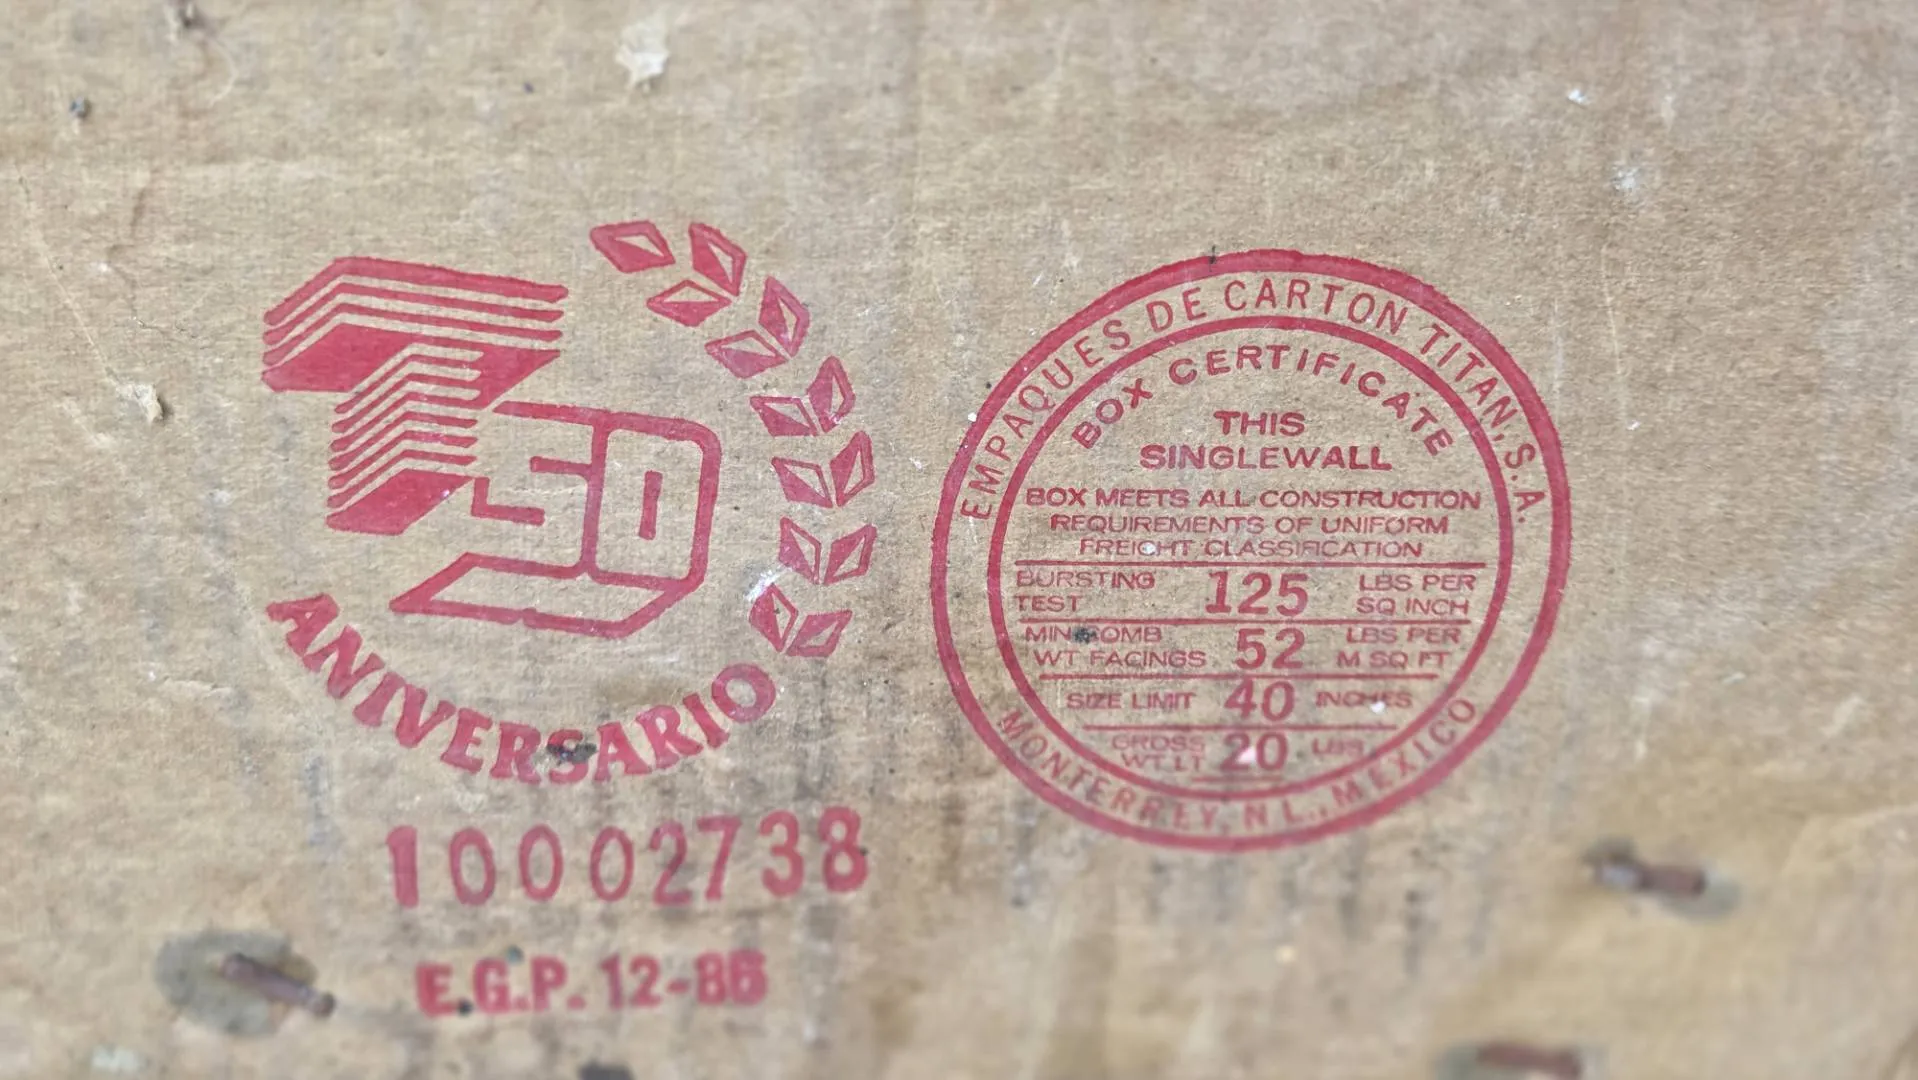 T 50
ANIVERSARIO
10002738
E.G.P. 12-86
EMPAQUES DE CARTON TITAN, S.A.
BOX CERTIFICATE
THIS
SINGLEWALL
BOX MEETS ALL CONSTRUCTION
REQUIREMENTS OF UNIFORM
FREIGHT CLASSIFICATION
BURSTING TEST 125 LBS PER SQ INCH
MIN COMB WT FACINGS 52 LBS PER M SQ FT
SIZE LIMIT 40 INCHES
GROSS WT LT 20 LBS
MONTERREY, N L., MEXICO